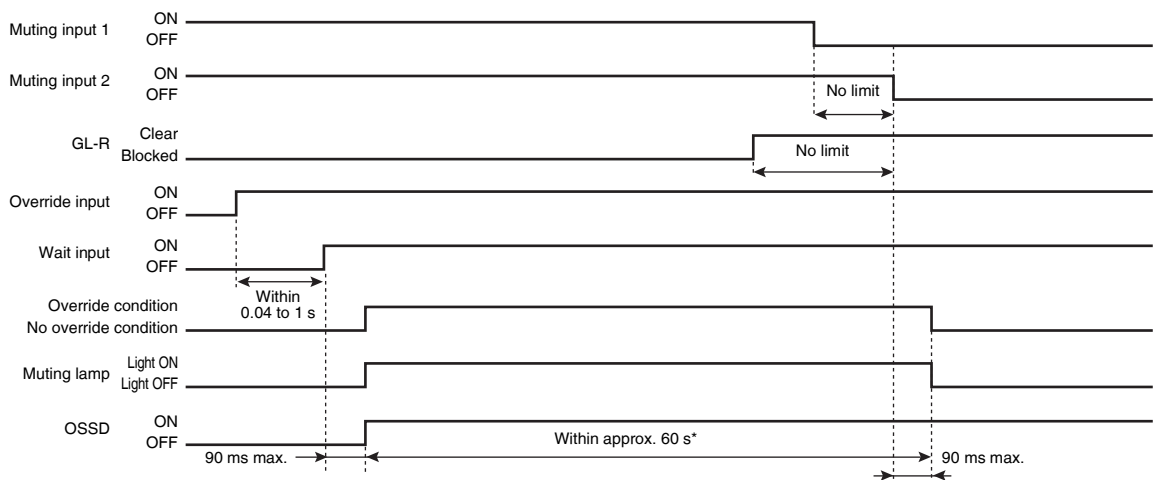 Muting input 1 ON
OFF
Muting input 2 ON
OFF
No limit
GL-R Clear
Blocked
No limit
Override input ON
OFF
Wait input ON
OFF
Within
0.04 to 1 s
Override condition
No override condition
Muting lamp Light ON
Light OFF
OSSD ON
OFF
Within approx. 60 s*
90 ms max.
90 ms max.